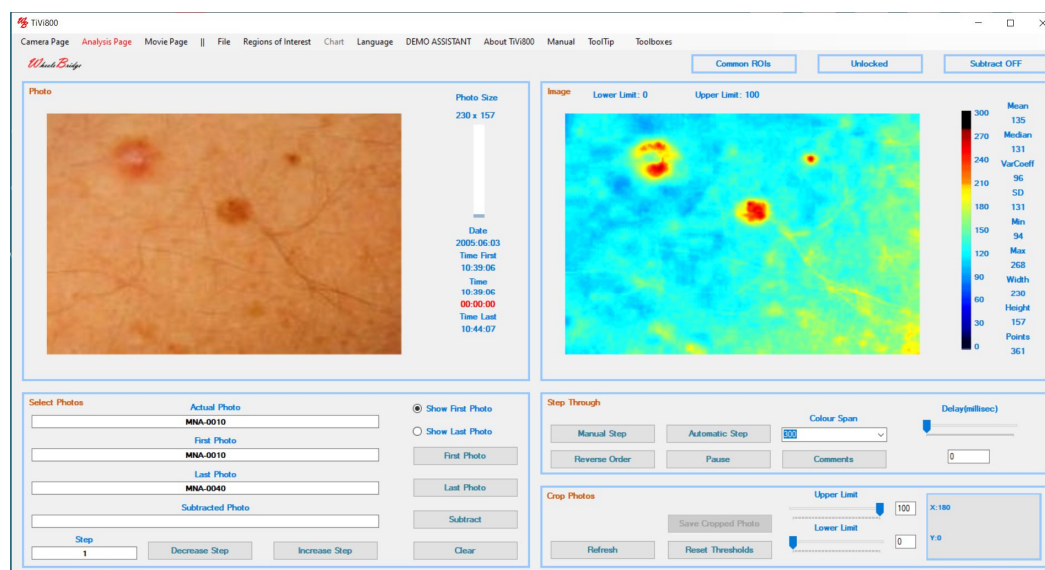 TiVi800
Camera Page Analysis Page Movie Page || File Regions of Interest Chart Language DEMO ASSISTANT About TiVi800 Manual ToolTip Toolboxes
WheelsBridge
Common ROIs Unlocked Subtract OFF
Photo
Photo Size
230 x 157
Date
2005:06:03
Time First
10:39:06
Time
10:39:06
00:00:00
Time Last
10:44:07
Image Lower Limit: 0 Upper Limit: 100
300
270
240
210
180
150
120
90
60
30
0
Mean
135
Median
131
VarCoeff
96
SD
131
Min
94
Max
268
Width
230
Height
157
Points
361
Select Photos
Actual Photo
MNA-0010
First Photo
MNA-0010
Last Photo
MNA-0040
Subtracted Photo
Step
1
Decrease Step
Increase Step
Show First Photo
Show Last Photo
First Photo
Last Photo
Subtract
Clear
Step Through
Colour Span
Delay(millisec)
Manual Step Automatic Step 300
Reverse Order Pause Comments 0
Crop Photos
Upper Limit
100
Save Cropped Photo
Lower Limit
0
Refresh Reset Thresholds
X:180
Y:0